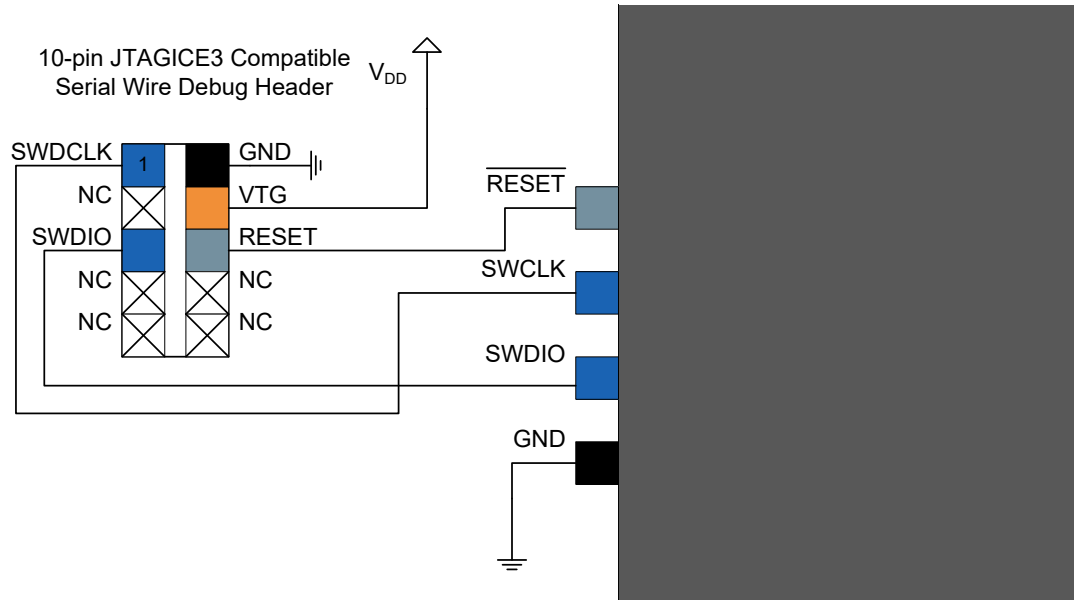 10-pin JTAGICE3 Compatible
Serial Wire Debug Header
VDD
SWDCLK
1
GND
NC
VTG
SWDIO
RESET
NC
NC
NC
NC
RESET
SWCLK
SWDIO
GND